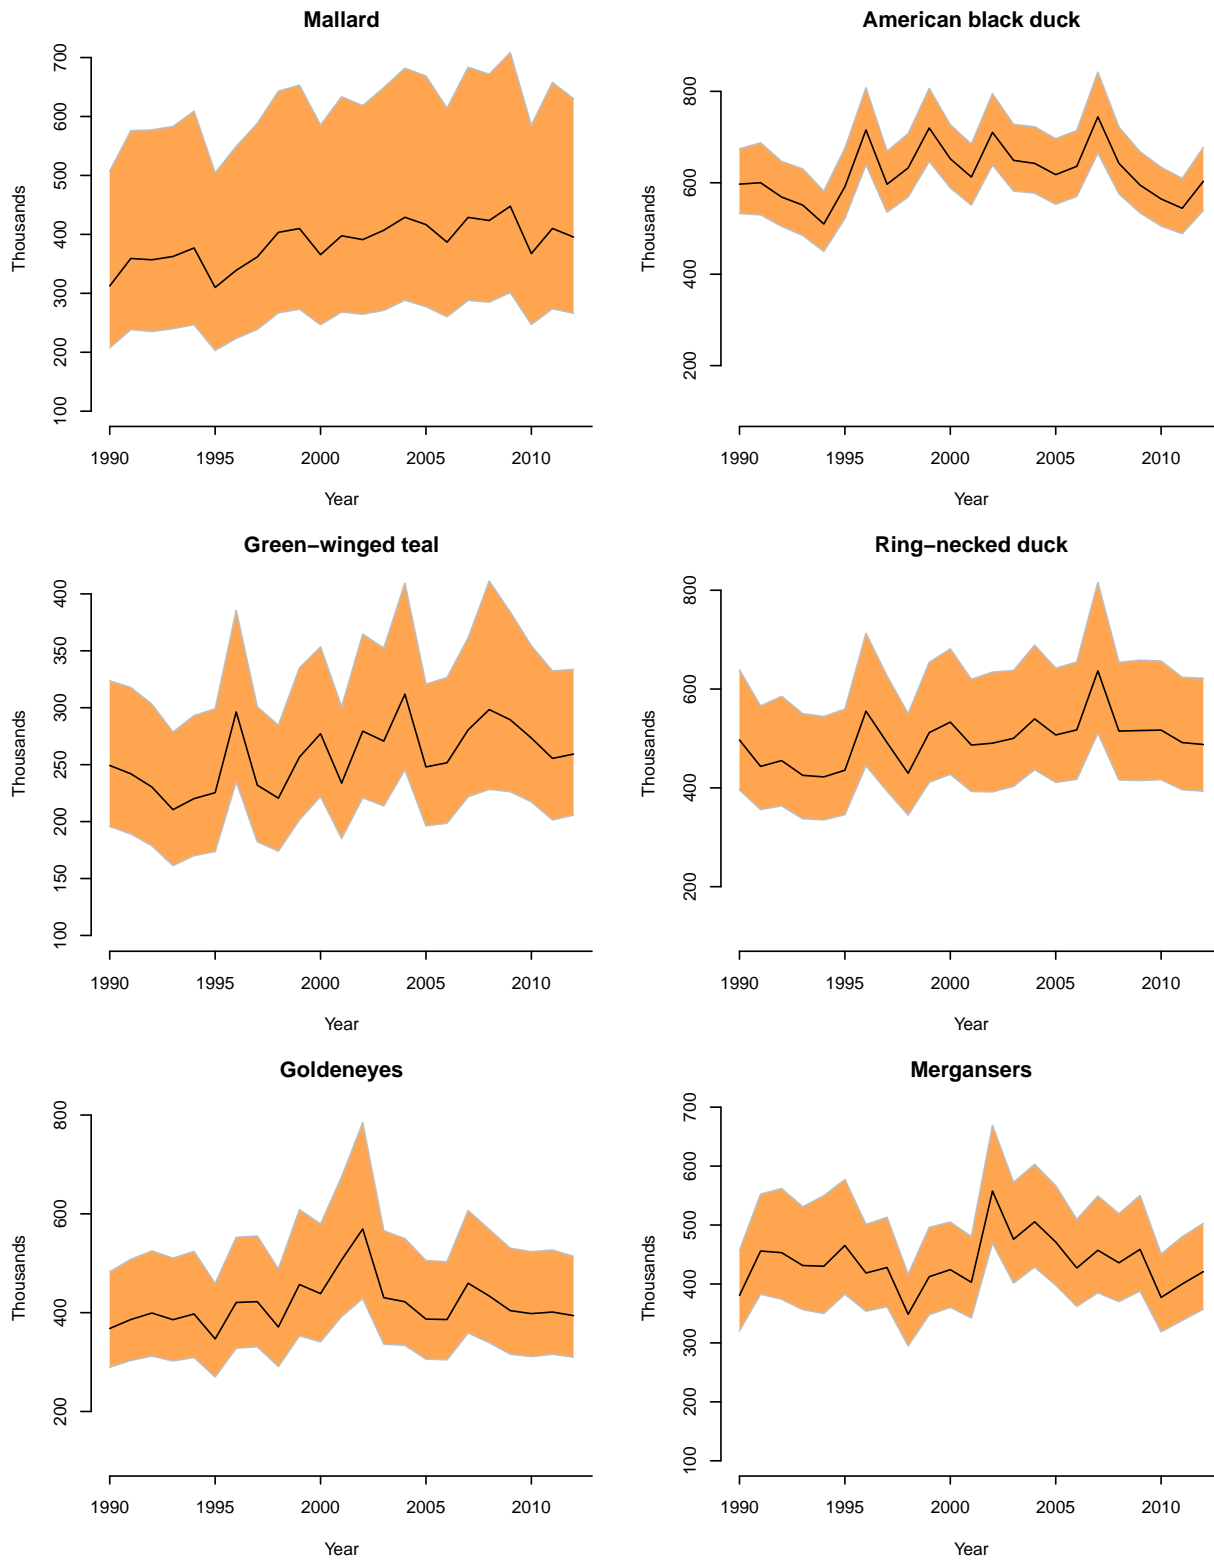 Mallard
Thousands
700
600
500
400
300
200
100
1990 1995 2000 2005 2010
Year
American black duck
Thousands
800
600
400
200
1990 1995 2000 2005 2010
Year
Green−winged teal
Thousands
400
350
300
250
200
150
100
1990 1995 2000 2005 2010
Year
Ring−necked duck
Thousands
800
600
400
200
1990 1995 2000 2005 2010
Year
Goldeneyes
Thousands
800
600
400
200
1990 1995 2000 2005 2010
Year
Mergansers
Thousands
700
600
500
400
300
200
100
1990 1995 2000 2005 2010
Year